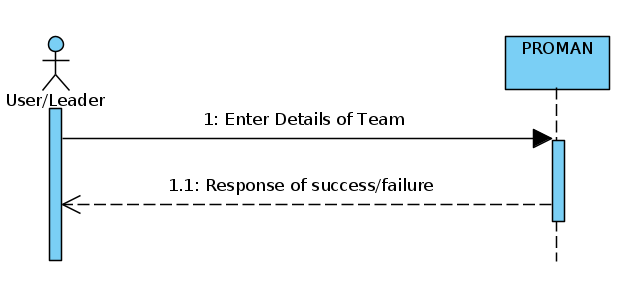 PROMAN
User/Leader
1: Enter Details of Team
1.1: Response of success/failure